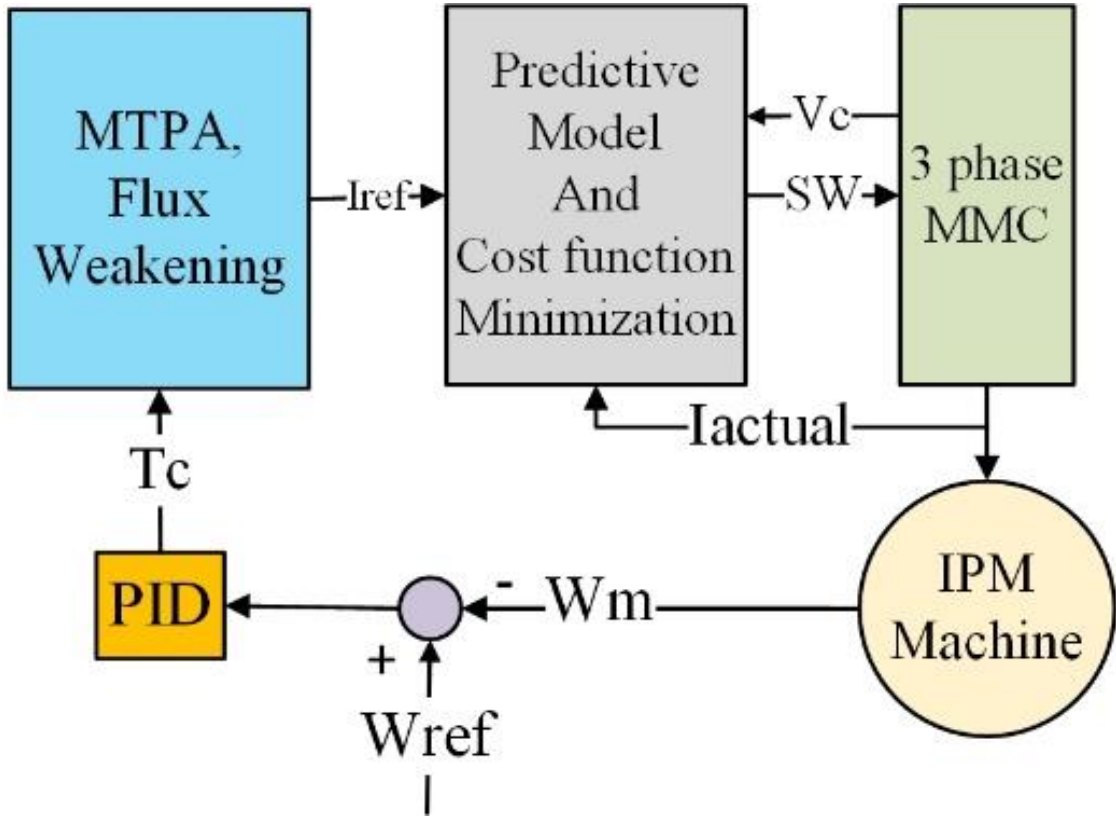 MTPA,
Flux
Weakening
Iref
Predictive
Model
And
Cost function
Minimization
Vc
SW
3 phase
MMC
Iactual
Tc
PID
-
Wm
+
Wref
IPM
Machine